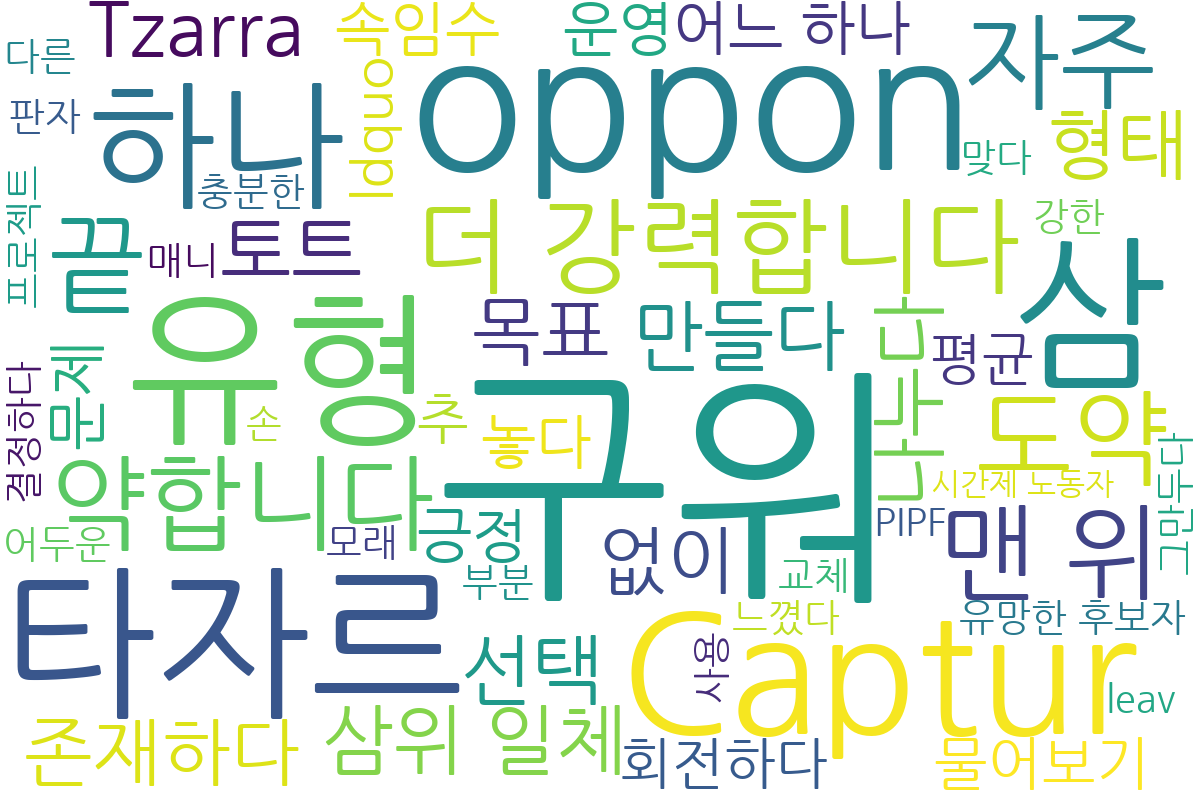 Tzarra
속임수
운영
어느 하나
자주
다른
판자
하나
ldquo
oppon
맞다
형태
프로젝트
충분한
끝
매니
토트
더 강력합니다
강한
삼
유형
목표
만들다
나누다
평균
문제
결정하다
손
추
놓다
구위
도약
약합니다
시간제 노동자
그만두다
어두운
모래
긍정
부분
없이
PIPF
맨 위
교체
타자르
선택
Captur
느꼈다
사용
유망한 후보자
leav
존재하다
삼위 일체
회전하다
물어보기